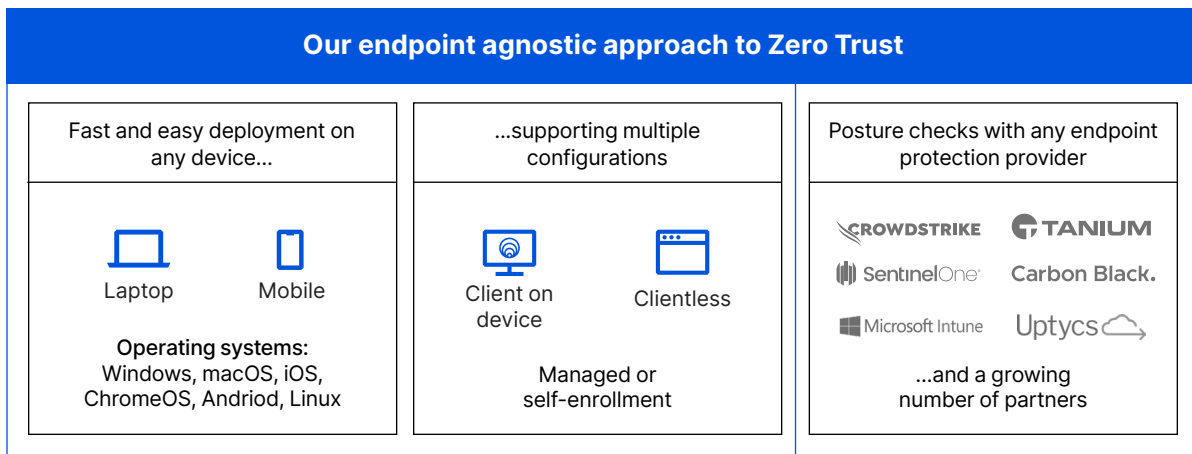 Our endpoint agnostic approach to Zero Trust
Fast and easy deployment on
any device...
Laptop
Mobile
Operating systems:
Windows, macOS, iOS,
ChromeOS, Andriod, Linux
...supporting multiple
configurations
Client on
device
Clientless
Managed or
self-enrollment
Posture checks with any endpoint
protection provider
CROWDSTRIKE
TANIUM
SentinelOne
Carbon Black.
Microsoft Intune
Uptycs
...and a growing
number of partners